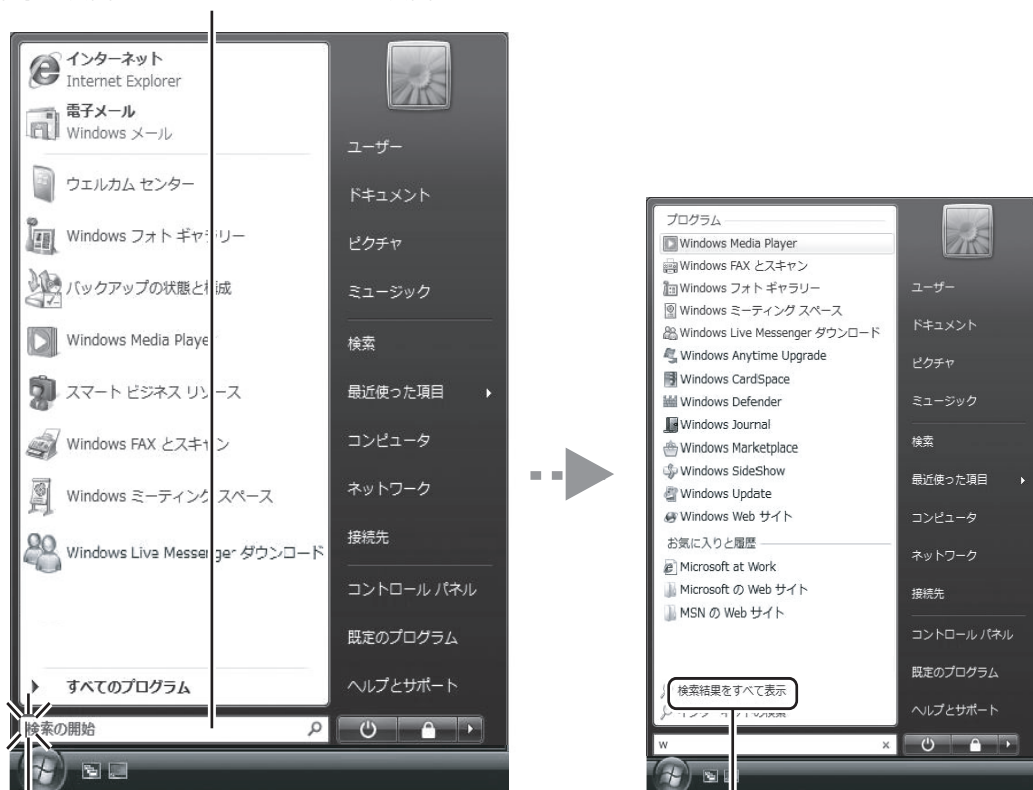 インターネット
Internet Explorer
電子メール
Windows メール
ウェルカム センター
Windows フォト ギャラリー
バックアップの状態と構成
Windows Media Player
スマート ビジネス リソース
Windows FAX とスキャン
Windows ミーティング スペース
Windows Live Messenger ダウンロード
すべてのプログラム
検索の開始
ユーザー
ドキュメント
ピクチャ
ミュージック
検索
最近使った項目
コンピュータ
ネットワーク
接続先
コントロール パネル
既定のプログラム
ヘルプとサポート
プログラム
Windows Media Player
Windows FAX とスキャン
Windows フォト ギャラリー
Windows ミーティング スペース
Windows Live Messenger ダウンロード
Windows Anytime Upgrade
Windows CardSpace
Windows Defender
Windows Journal
Windows Marketplace
Windows SideShow
Windows Update
Windows Web サイト
お気に入りと履歴
Microsoft at Work
Microsoft の Web サイト
MSN の Web サイト
検索結果をすべて表示
インターネットの検索
w
ユーザー
ドキュメント
ピクチャ
ミュージック
検索
最近使った項目
コンピュータ
ネットワーク
接続先
コントロール パネル
既定のプログラム
ヘルプとサポート